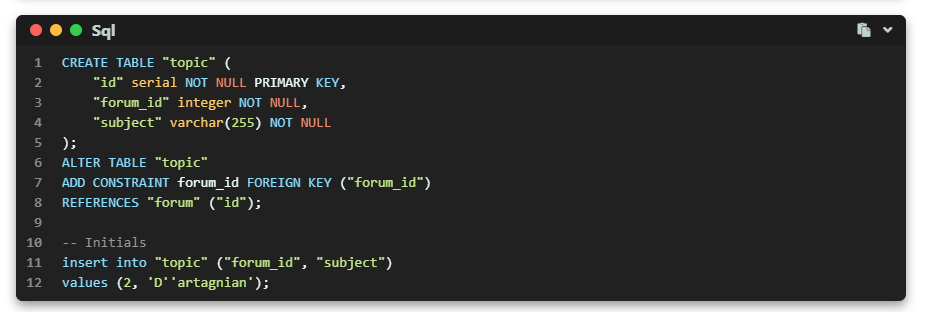 Sql
1 CREATE TABLE "topic" (
2     "id" serial NOT NULL PRIMARY KEY,
3     "forum_id" integer NOT NULL,
4     "subject" varchar(255) NOT NULL
5 );
6 ALTER TABLE "topic"
7 ADD CONSTRAINT forum_id FOREIGN KEY ("forum_id")
8 REFERENCES "forum" ("id");
9
10 -- Initials
11 insert into "topic" ("forum_id", "subject")
12 values (2, 'D''artagnian');